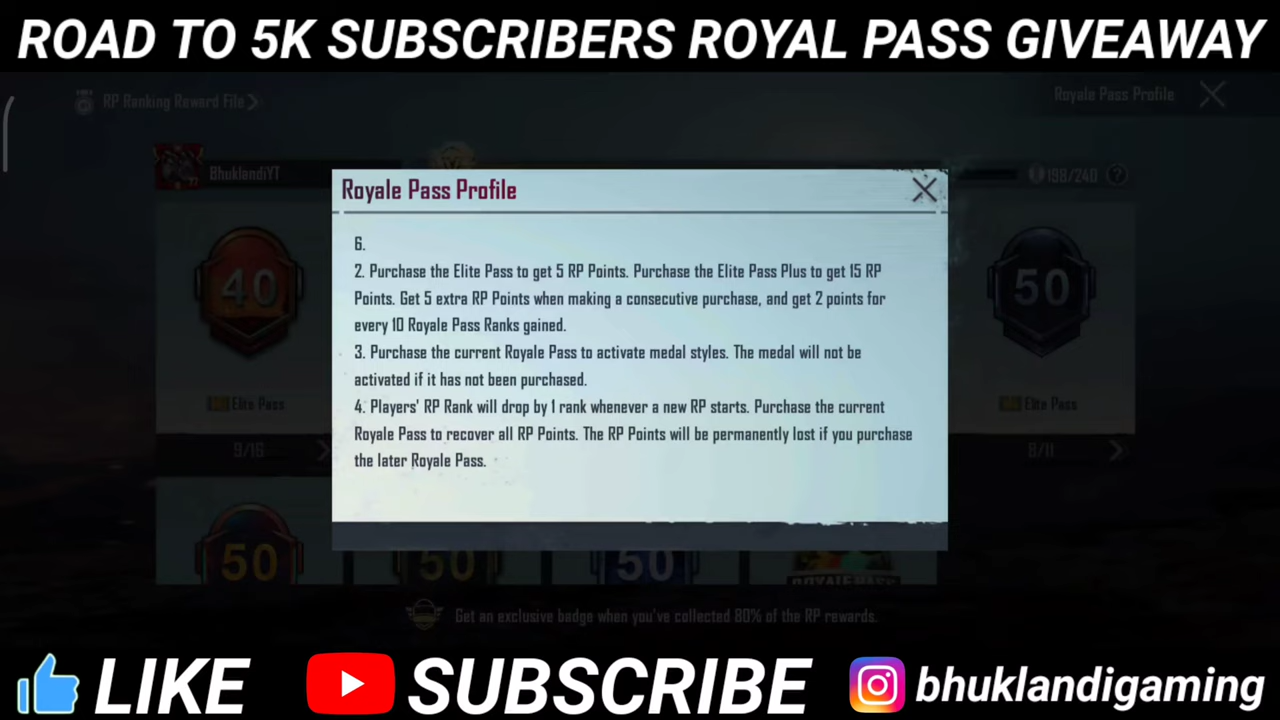 ROAD TO 5K SUBSCRIBERS ROYAL PASS GIVEAWAY
RP Ranking Reward File
Royale Pass Profile
BhuklandiYT
198/240 ?
Royale Pass Profile
6.
2. Purchase the Elite Pass to get 5 RP Points. Purchase the Elite Pass Plus to get 15 RP
Points. Get 5 extra RP Points when making a consecutive purchase, and get 2 points for
every 10 Royale Pass Ranks gained.
3. Purchase the current Royale Pass to activate medal styles. The medal will not be
activated if it has not been purchased.
4. Players' RP Rank will drop by 1 rank whenever a new RP starts. Purchase the current
Royale Pass to recover all RP Points. The RP Points will be permanently lost if you purchase
the later Royale Pass.
40
50
Elite Pass
Elite Pass
9/16
8/11
50
50
50
ROYALE PASS
Get an exclusive badge when you've collected 80% of the RP rewards.
LIKE
SUBSCRIBE
bhuklandigaming